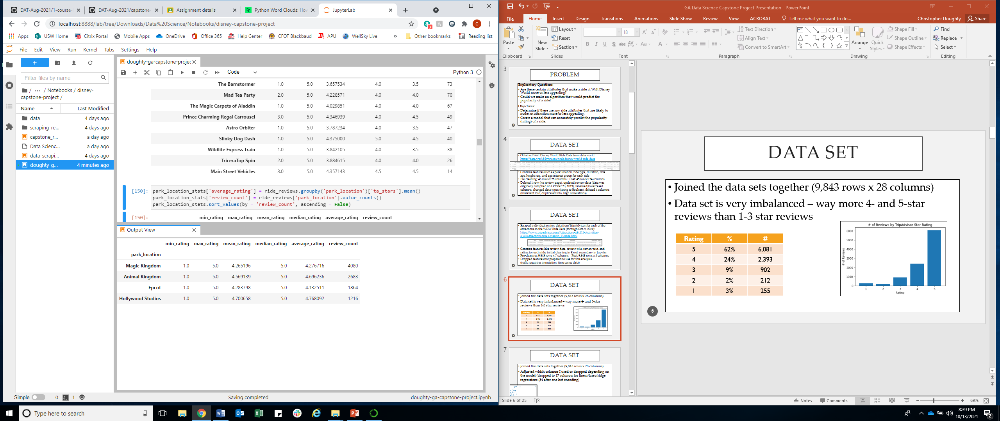 DAT-Aug-2021/1-course-
DAT-Aug-2021/capstone-
Assignment details
Python Word Clouds: How
JupyterLab
localhost:8888/lab/tree/Downloads/Data%20Science/Notebooks/disney-capstone-project
3
C
Apps
USW Home
Citrix Portal
Mobile Apps
OneDrive
Office 365
Help Center
CFOT Blackbaud
APU
WellSky Live
»
Other bookmarks
Reading list
File Edit View Run Kernel Tabs Settings Help
Filter files by name
/ ··· / Notebooks / disney-
capstone-project /
Name Last Modified
data 4 days ago
scraping_re... 4 days ago
capstone_r... a day ago
Data Scienc... a day ago
data_scrapi... 4 days ago
doughty-g... 4 minutes ago
doughty-ga-capstone-projec
Code
Python 3
The Barnstormer 1.0 5.0 3.657534 4.0 3.5 73
Mad Tea Party 2.0 5.0 4.228571 4.0 4.0 70
The Magic Carpets of Aladdin 1.0 5.0 4.029851 4.0 4.0 67
Prince Charming Regal Carrousel 3.0 5.0 4.346939 4.0 4.5 49
Astro Orbiter 1.0 5.0 3.787234 4.0 3.5 47
Slinky Dog Dash 1.0 5.0 4.375000 5.0 4.5 40
Wildlife Express Train 1.0 5.0 3.842105 4.0 3.5 38
TriceraTop Spin 2.0 5.0 3.884615 4.0 4.0 26
Main Street Vehicles 3.0 5.0 4.357143 4.5 4.5 14
[150]: park_location_stats['average_rating'] = ride_reviews.groupby('park_location')['ta_stars'].mean()
park_location_stats['review_count'] = ride_reviews['park_location'].value_counts()
park_location_stats.sort_values(by = 'review_count', ascending = False)
[150]: min_rating max_rating mean_rating median_rating average_rating review_count
Output View
min_rating max_rating mean_rating median_rating average_rating review_count
park_location
Magic Kingdom 1.0 5.0 4.265196 5.0 4.276716 4080
Animal Kingdom 1.0 5.0 4.569139 5.0 4.696236 2683
Epcot 1.0 5.0 4.283798 5.0 4.132511 1864
Hollywood Studios 1.0 5.0 4.700658 5.0 4.768092 1216
Simple 0 1 Saving completed doughty-ga-capstone-project.ipynb
GA Data Science Capstone Project Presentation - PowerPoint
File Home Insert Design Transitions Animations Slide Show Review View ACROBAT Tell me what you want to do... Christopher Doughty Share
Paste
Clipboard
New
Slide
Layout
Reset
Section
Slides
18
B I U S abc AV Aa A
Font
Text Direction
Align Text
Convert to SmartArt
Paragraph
Arrange
Quick
Styles
Shape Fill
Shape Outline
Shape Effects
Drawing
Find
Replace
Select
Editing
3
PROBLEM
Exploratory Questions:
• Are there certain attributes that make a ride at Walt Disney
World more or less appealing?
• Could we make an algorithm that would predict the
popularity of a ride?
Objectives:
• Determine if there are any ride attributes that are likely to
make an attraction more or less appealing.
• Create a model that can accurately predict the popularity
(rating) of a ride.
4
DATA SET
• Obtained Walt Disney World Ride Data from data.world:
https://data.world/lynne588/walt-disney-world-ride-data
• Contains features such as park location, ride type, duration, ride
age, height req., and age interest group for each ride
• Pre-cleaning: 46 rows x 28 columns | Post: 45 rows x 24 columns
• Deleted 1 row (no review page), updated review data (data was
originally compiled on October 23, 2019), renamed/lowercased
columns, changed data types (string to Boolean), deleted 4 columns
(irrelevant info, duplicated info, high correlations)
5
DATA SET
• Scraped individual review data from TripAdvisor for each of the
attractions in the WDW Ride Data (through Oct. 9, 2021):
https://www.tripadvisor.com/Attractions-g34515-Activities-
a_allAttractions.true-Orlando_Florida.html
• Contains features like review date, review title, review text, and
rating for each ride; initial cleaning in Excel, secondary in Jupyter
• Pre-cleaning: 9,843 rows x 7 columns | Post: 9,843 rows x 5 columns
• Dropped features not prepared to use for this analysis
(nulls requiring imputation, time series data)
6
DATA SET
• Joined the data sets together (9,843 rows x 28 columns)
• Data set is very imbalanced – way more 4- and 5-star
reviews than 1-3 star reviews
Rating % #
5 62% 6,081
4 24% 2,393
3 9% 902
2 2% 212
1 3% 255
7
DATA SET
• Joined the data sets together (9,843 rows x 28 columns)
• Adjusted which columns I used or dropped depending on
the model (dropped to 17 columns for linear/lasso/ridge
regressions (34 after one-hot encoding)
DATA SET
• Joined the data sets together (9,843 rows x 28 columns)
• Data set is very imbalanced – way more 4- and 5-star
reviews than 1-3 star reviews
Rating % #
5 62% 6,081
4 24% 2,393
3 9% 902
2 2% 212
1 3% 255
# of Reviews by TripAdvisor Star Rating
6000
5000
4000
3000
2000
1000
0
# of Reviews
1 2 3 4 5
Rating
6
Slide 6 of 25
Notes
Comments
69%
Type here to search
8:39 PM
10/13/2021
2